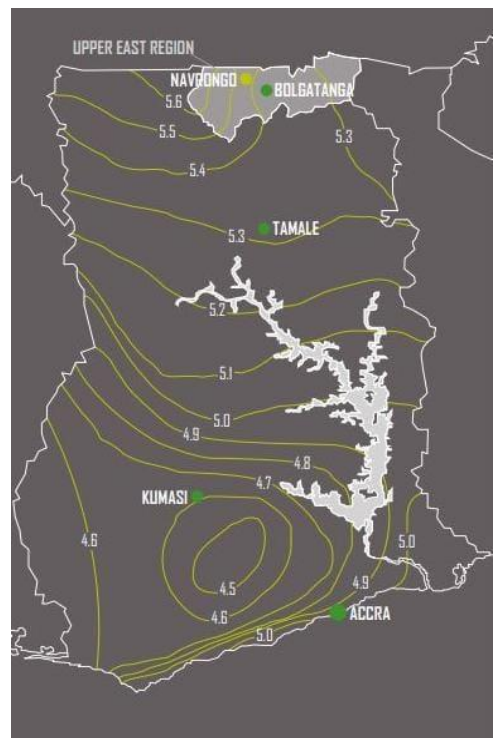 UPPER EAST REGION
NAVRONGO
BOLGATANGA
5.6
5.5
5.3
5.4
TAMALE
5.3
5.2
5.1
5.0
4.9
4.8
4.7
KUMASI
4.6
5.0
4.5
4.9
4.6
ACCRA
5.0